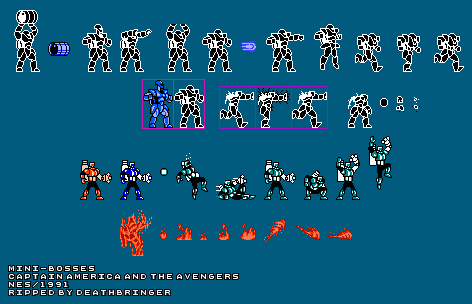 MINI-BOSSES
CAPTAIN AMERICA AND THE AVENGERS
NES/1991
RIPPED BY DEATHBRINGER